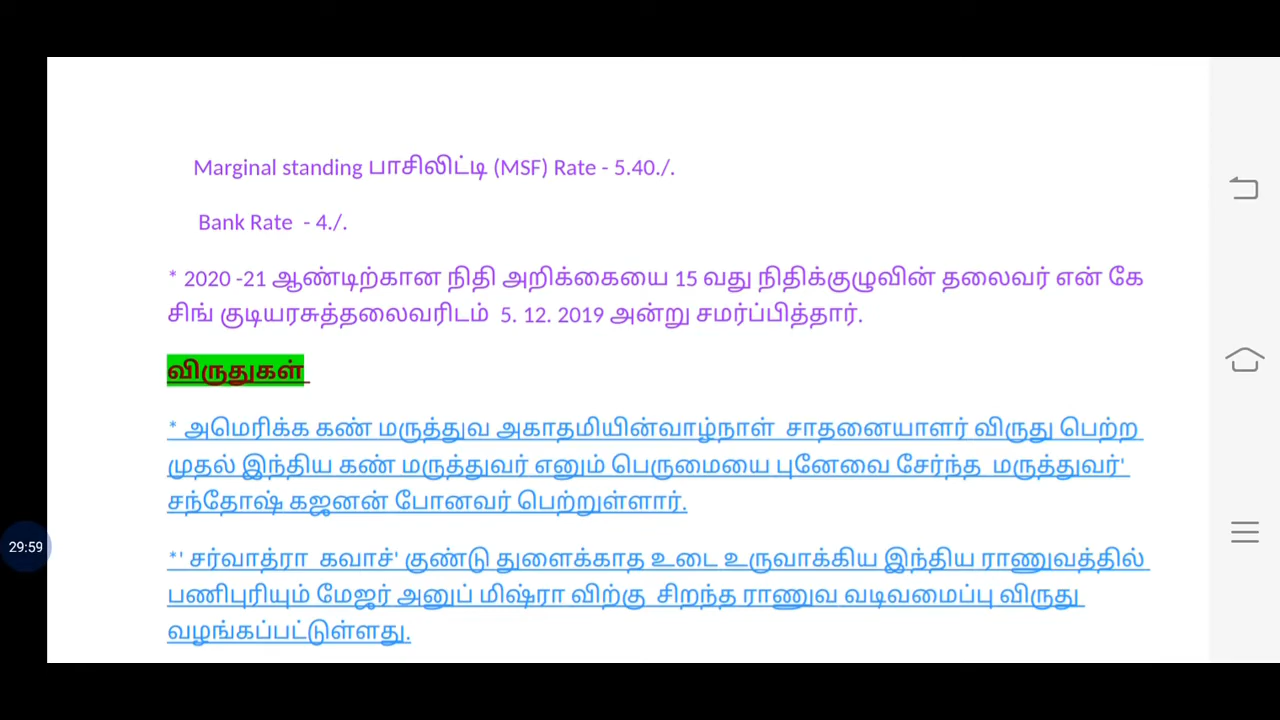 Marginal standing பாசிலிட்டி (MSF) Rate - 5.40./.
Bank Rate - 4./.
* 2020 -21 ஆண்டிற்கான நிதி அறிக்கையை 15 வது நிதிக்குழுவின் தலைவர் என் கே
சிங் குடியரசுத்தலைவரிடம் 5. 12. 2019 அன்று சமர்ப்பித்தார்.
விருதுகள்
* அமெரிக்க கண் மருத்துவ அகாதமியின்வாழ்நாள் சாதனையாளர் விருது பெற்ற
முதல் இந்திய கண் மருத்துவர் எனும் பெருமையை புனேவை சேர்ந்த மருத்துவர்'
சந்தோஷ் கஜனன் போனவர் பெற்றுள்ளார்.
*' சர்வாத்ரா கவாச்' குண்டு துளைக்காத உடை உருவாக்கிய இந்திய ராணுவத்தில்
பணிபுரியும் மேஜர் அனுப் மிஷ்ரா விற்கு சிறந்த ராணுவ வடிவமைப்பு விருது
வழங்கப்பட்டுள்ளது.
29:59